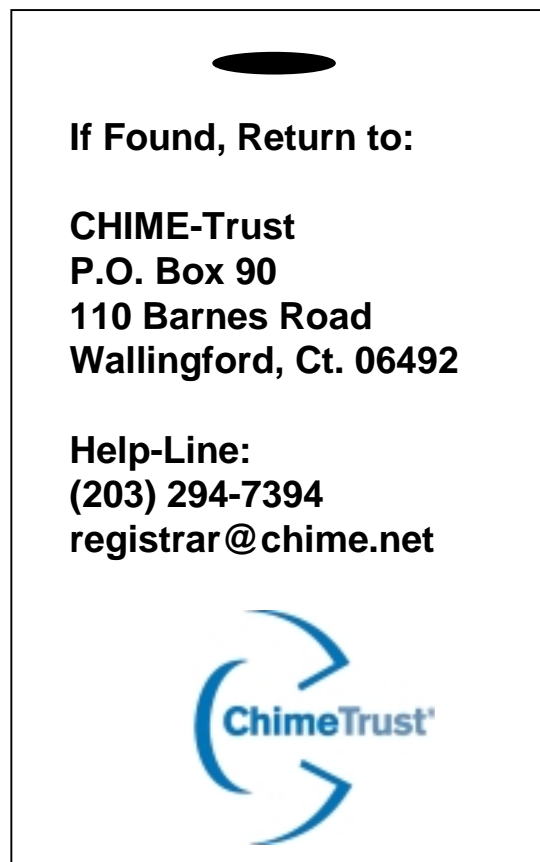 If Found, Return to:
CHIME-Trust
P.O. Box 90
110 Barnes Road
Wallingford, Ct. 06492
Help-Line:
(203) 294-7394
registrar@chime.net
ChimeTrust®